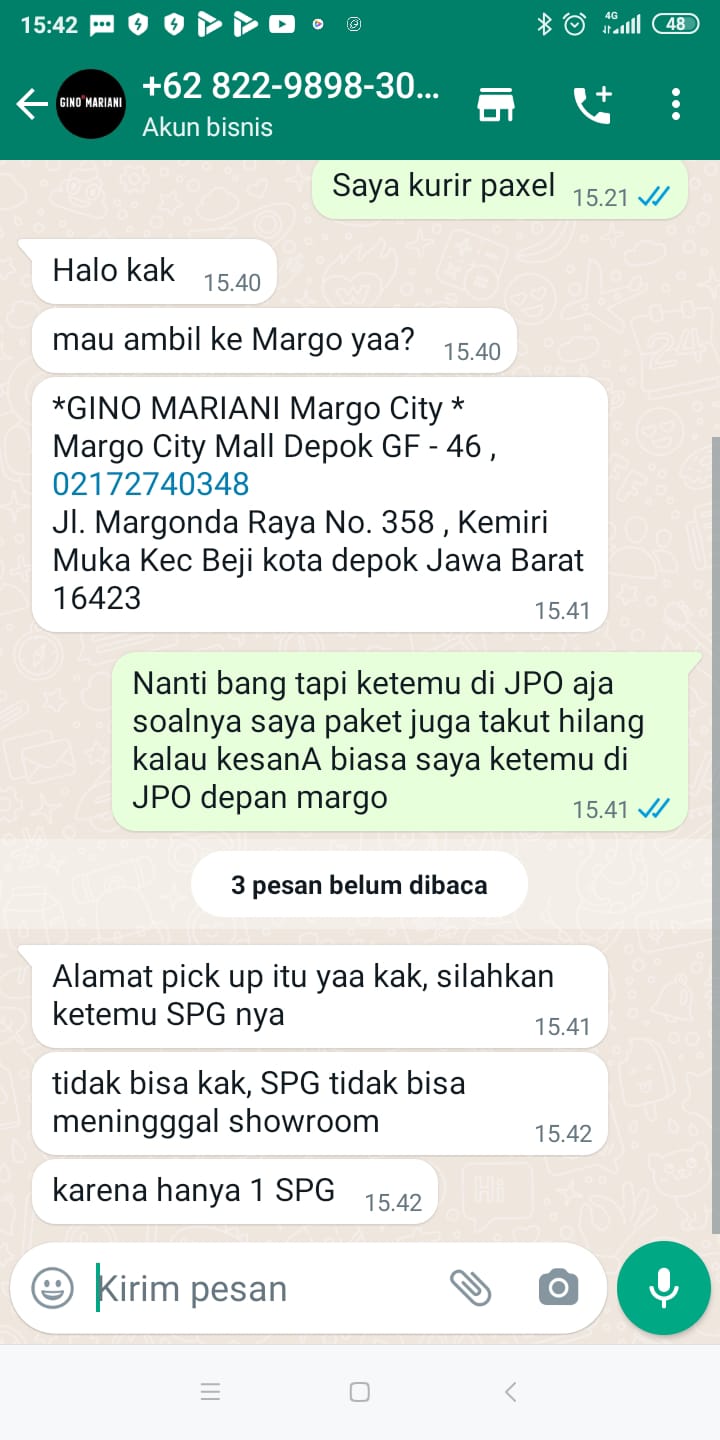 15:42
4G
48
GINO MARIANI
+62 822-9898-30...
Akun bisnis
Saya kurir paxel 15.21
Halo kak 15.40
mau ambil ke Margo yaa? 15.40
*GINO MARIANI Margo City *
Margo City Mall Depok GF - 46 ,
02172740348
Jl. Margonda Raya No. 358 , Kemiri
Muka Kec Beji kota depok Jawa Barat
16423
15.41
Nanti bang tapi ketemu di JPO aja
soalnya saya paket juga takut hilang
kalau kesanA biasa saya ketemu di
JPO depan margo
15.41
3 pesan belum dibaca
Alamat pick up itu yaa kak, silahkan
ketemu SPG nya
15.41
tidak bisa kak, SPG tidak bisa
meningggal showroom
15.42
karena hanya 1 SPG 15.42
Kirim pesan